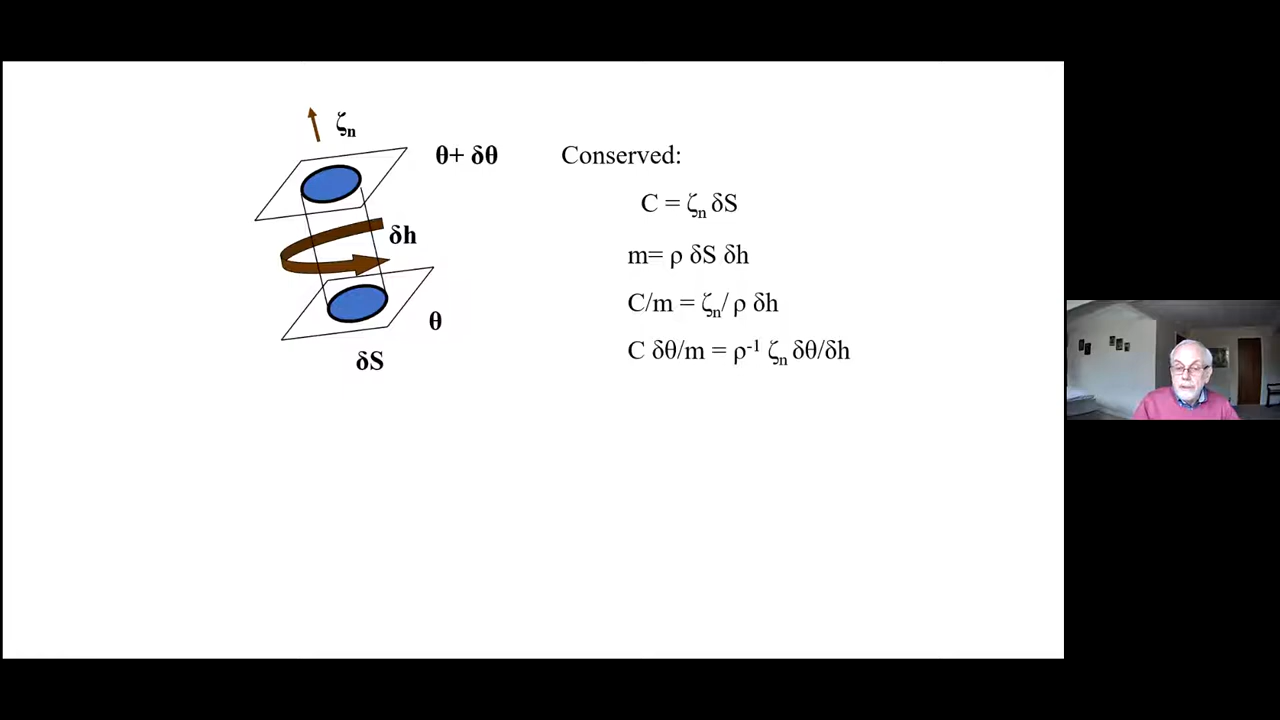 ζn
θ+ δθ
δh
θ
δS
Conserved:
C = ζn δS
m= ρ δS δh
C/m = ζn/ ρ δh
C δθ/m = ρ-1 ζn δθ/δh